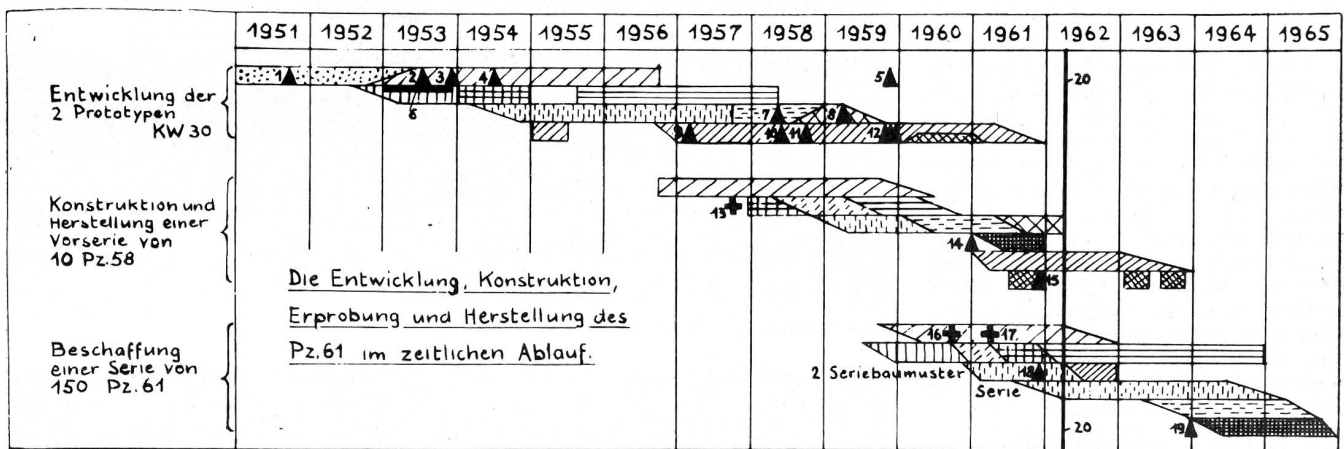 1951 1952 1953 1954 1955 1956 1957 1958 1959 1960 1961 1962 1963 1964 1965
Entwicklung der
2 Prototypen
KW 30
1 2 3 4 5 20
6
7 8
9 10 11 12
Konstruktion und
Herstellung einer
Vorserie von
10 Pz.58
13
14
15
Die Entwicklung, Konstruktion,
Erprobung und Herstellung des
Pz.61 im zeitlichen Ablauf.
Beschaffung
einer Serie von
150 Pz.61
16 17
2 Seriebaumuster 18
Serie
19 20